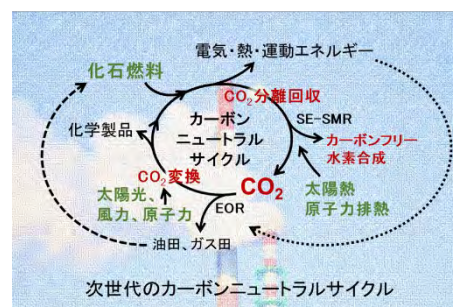 電気・熱・運動エネルギー
化石燃料
CO₂分離回収
カーボン
ニュートラル
サイクル
SE-SMR
カーボンフリー
水素合成
化学製品
CO₂変換
太陽光、
風力、原子力
CO₂
太陽熱
原子力排熱
EOR
油田、ガス田
次世代のカーボンニュートラルサイクル